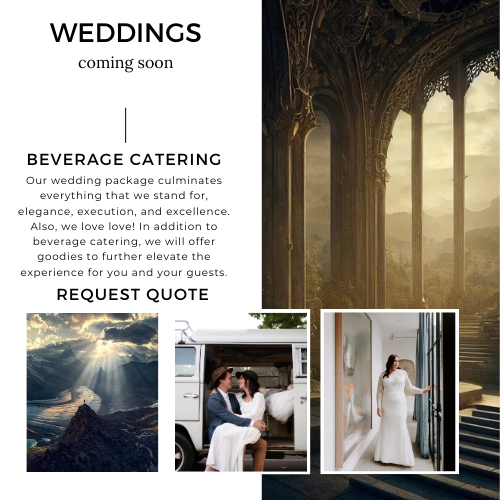 WEDDINGS
coming soon
BEVERAGE CATERING
Our wedding package culminates
everything that we stand for,
elegance, execution, and excellence.
Also, we love love! In addition to
beverage catering, we will offer
goodies to further elevate the
experience for you and your guests.
REQUEST QUOTE